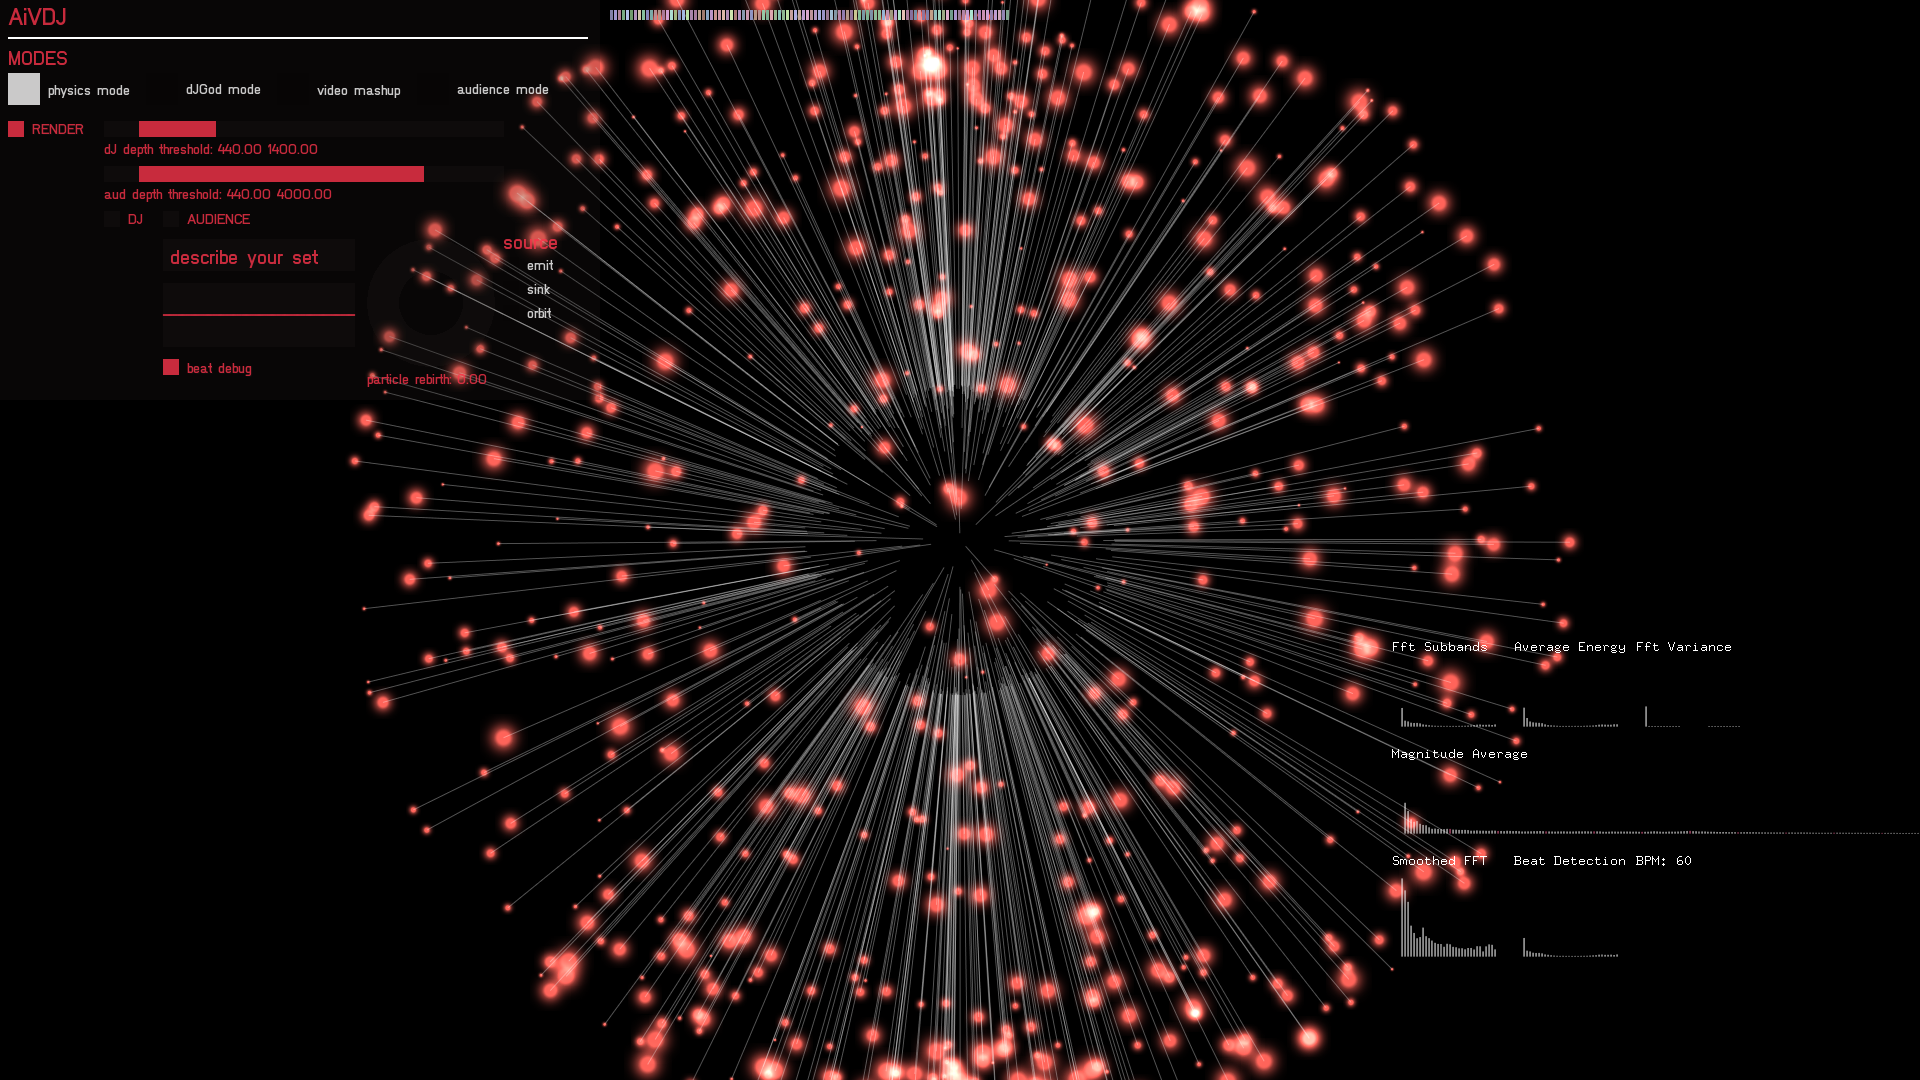 AiVDJ
MODES
physics mode
dJGod mode
video mashup
audience mode
RENDER
dJ depth threshold: 440.00 1400.00
aud depth threshold: 440.00 4000.00
DJ
AUDIENCE
describe your set
source
emit
sink
orbit
beat debug
particle rebirth: :00
Fft Subbands
Average Energy
Fft Variance
Magnitude Average
Smoothed FFT
Beat Detection
BPM: 60